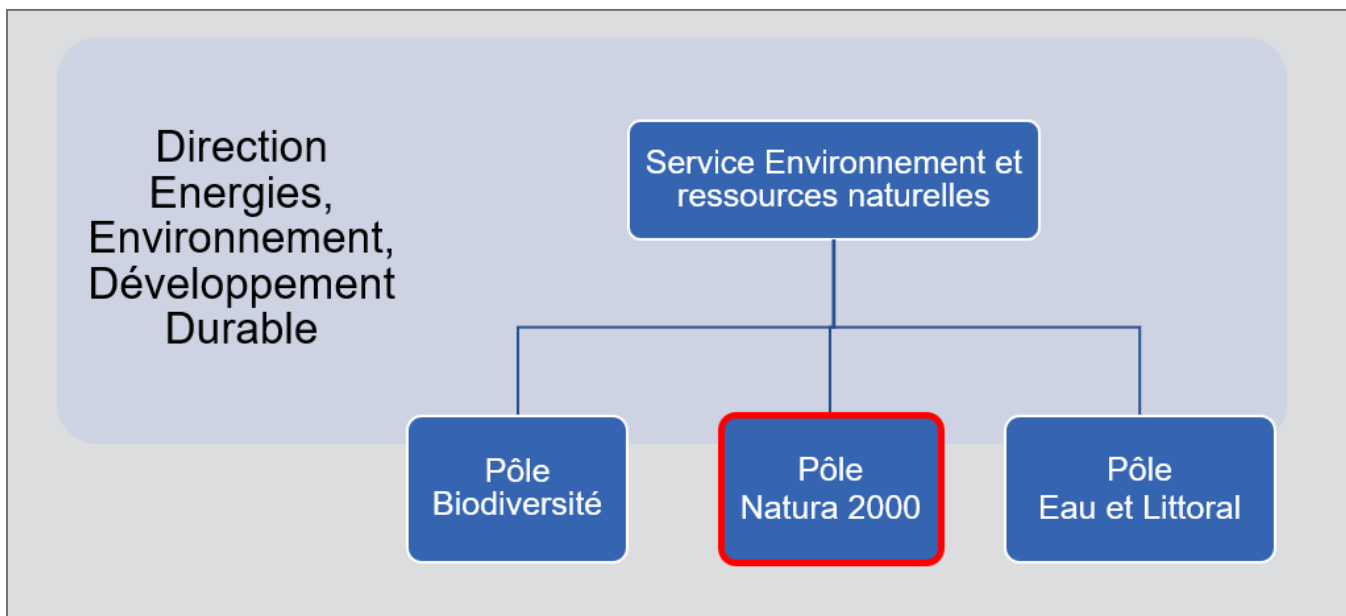 Direction
Energies,
Environnement,
Développement
Durable
Service Environnement et
ressources naturelles
Pôle
Biodiversité
Pôle
Natura 2000
Pôle
Eau et Littoral